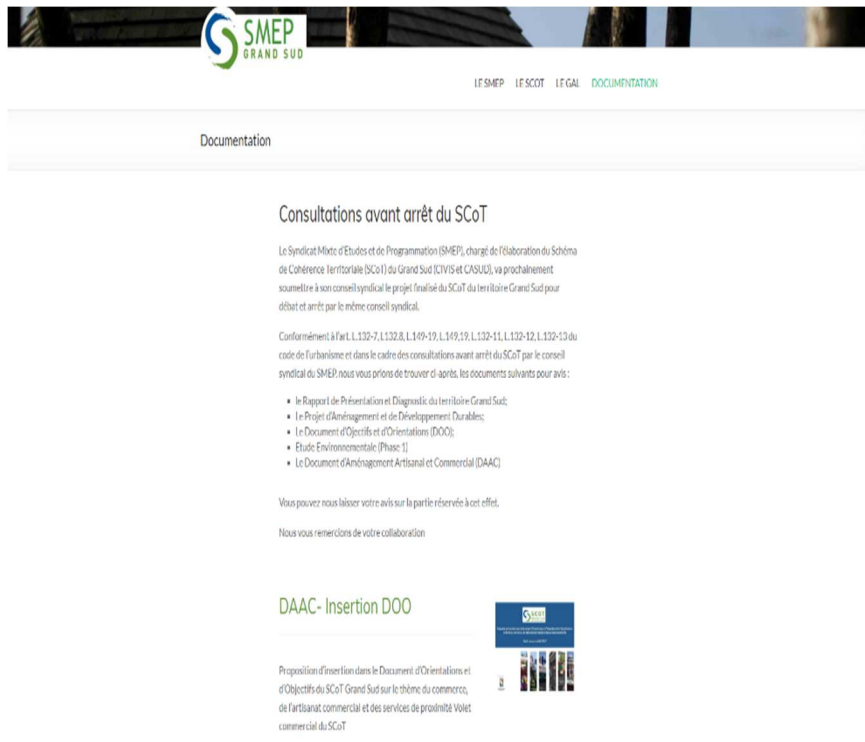 SMEP
GRAND SUD
LE SMEP LE SCOT LE GAL DOCUMENTATION
Documentation
Consultations avant arrêt du SCoT
Le Syndicat Mixte d'Etudes et de Programmation (SMEP), chargé de l'élaboration du Schéma
de Cohérence Territoriale (SCoT) du Grand Sud (CIVIS et CASUD), va prochainement
soumettre à son conseil syndical le projet finalisé du SCoT du territoire Grand Sud pour
débat et arrêt par le même conseil syndical.
Conformément à l'art. L.132-7, L132.8, L.149-19, L.149,19, L.132-11, L.132-12, L.132-13 du
code de l'urbanisme et dans le cadre des consultations avant arrêt du SCoT par le conseil
syndical du SMEP, nous vous prions de trouver ci-après, les documents suivants pour avis :
le Rapport de Présentation et Diagnostic du territoire Grand Sud;
Le Projet d'Aménagement et de Développement Durables;
Le Document d'Ojectifs et d'Orientations (DOO);
Etude Environnementale (Phase 1)
Le Document d'Aménagement Artisanal et Commercial (DAAC)
Vous pouvez nous laisser votre avis sur la partie réservée à cet effet.
Nous vous remercions de votre collaboration
DAAC- Insertion DOO
SCOT
Proposition d'insertion dans le Document d'Orientations et
d'Objectifs du SCoT Grand Sud sur le thème du commerce,
de l'artisanat commercial et des services de proximité Volet
commercial du SCoT